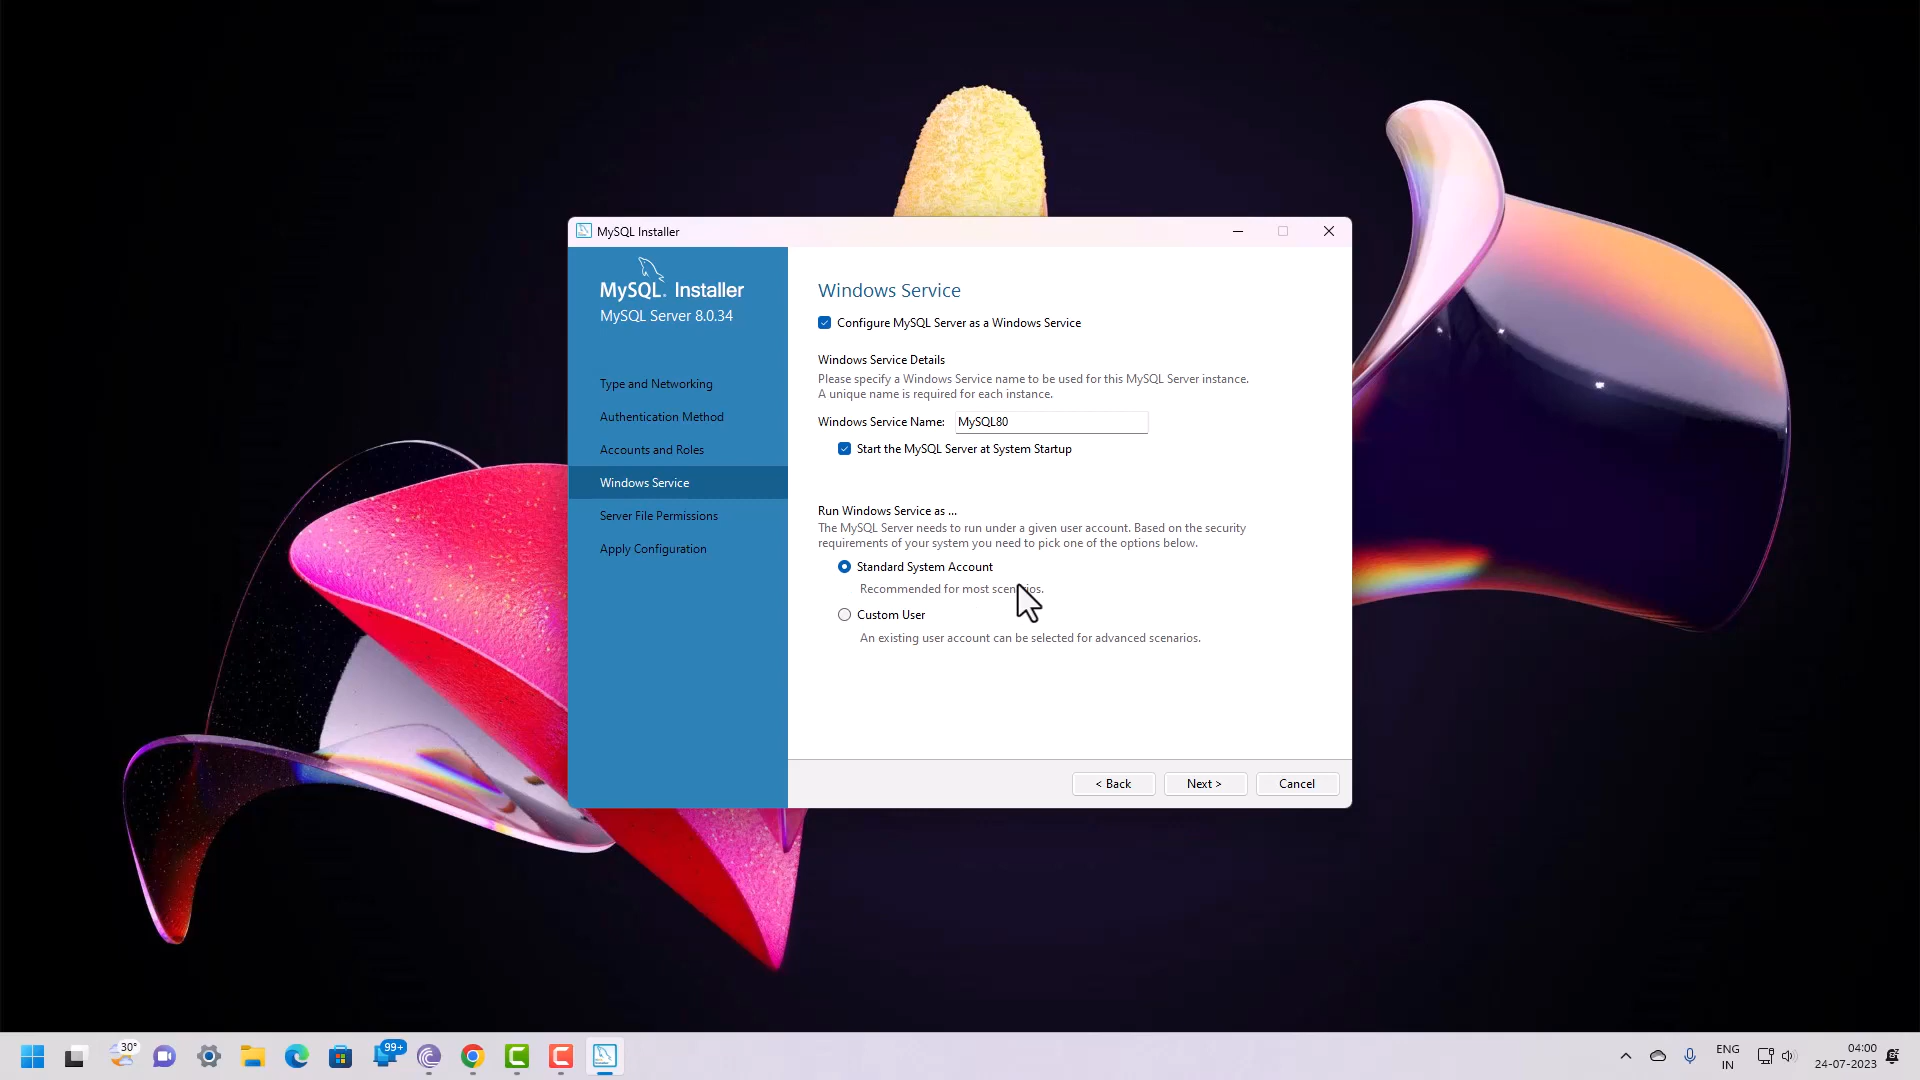 MySQL Installer
MySQL. Installer
MySQL Server 8.0.34
Type and Networking
Authentication Method
Accounts and Roles
Windows Service
Server File Permissions
Apply Configuration
Windows Service
Configure MySQL Server as a Windows Service
Windows Service Details
Please specify a Windows Service name to be used for this MySQL Server instance.
A unique name is required for each instance.
Windows Service Name: MySQL80
Start the MySQL Server at System Startup
Run Windows Service as ...
The MySQL Server needs to run under a given user account. Based on the security
requirements of your system you need to pick one of the options below.
Standard System Account
Recommended for most scenarios.
Custom User
An existing user account can be selected for advanced scenarios.
< Back
Next >
Cancel
30°
99+
ENG
IN
04:00
24-07-2023